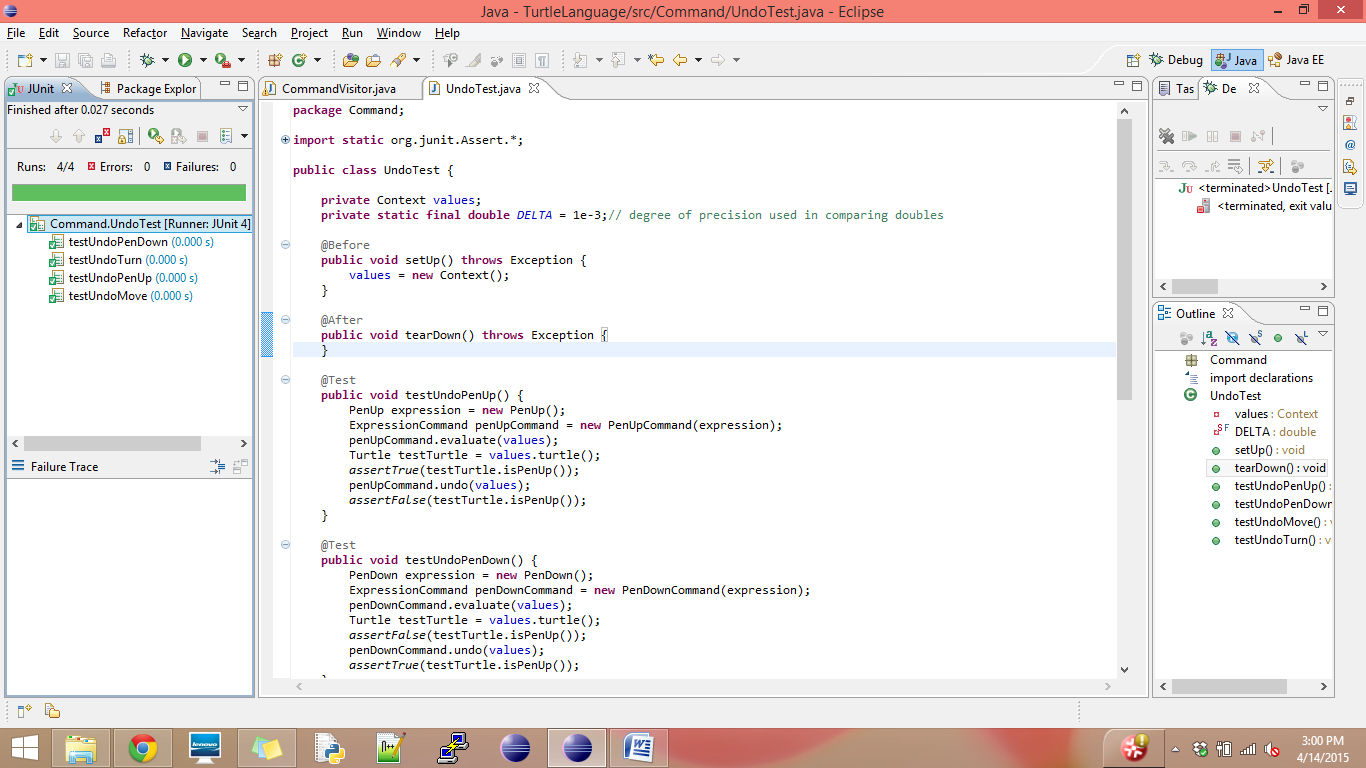 Java - TurtleLanguage/src/Command/UndoTest.java - Eclipse
File Edit Source Refactor Navigate Search Project Run Window Help
Debug Java Java EE
JUnit Package Explor
Finished after 0.027 seconds
Runs: 4/4 Errors: 0 Failures: 0
Command.UndoTest [Runner: JUnit 4]
testUndoPenDown (0.000 s)
testUndoTurn (0.000 s)
testUndoPenUp (0.000 s)
testUndoMove (0.000 s)
Failure Trace
CommandVisitor.java UndoTest.java
package Command;
import static org.junit.Assert.*;
public class UndoTest {
private Context values;
private static final double DELTA = 1e-3;// degree of precision used in comparing doubles
@Before
public void setUp() throws Exception {
values = new Context();
}
@After
public void tearDown() throws Exception {
}
@Test
public void testUndoPenUp() {
PenUp expression = new PenUp();
ExpressionCommand penUpCommand = new PenUpCommand(expression);
penUpCommand.evaluate(values);
Turtle testTurtle = values.turtle();
assertTrue(testTurtle.isPenUp());
penUpCommand.undo(values);
assertFalse(testTurtle.isPenUp());
}
@Test
public void testUndoPenDown() {
PenDown expression = new PenDown();
ExpressionCommand penDownCommand = new PenDownCommand(expression);
penDownCommand.evaluate(values);
Turtle testTurtle = values.turtle();
assertFalse(testTurtle.isPenUp());
penDownCommand.undo(values);
assertTrue(testTurtle.isPenUp());
Tas De
<terminated>UndoTest [.
<terminated, exit valu
Outline
Command
import declarations
UndoTest
values : Context
DELTA : double
setUp() : void
tearDown() : void
testUndoPenUp() :
testUndoPenDown
testUndoMove() : v
testUndoTurn() : v
lenovo
3:00 PM
4/14/2015